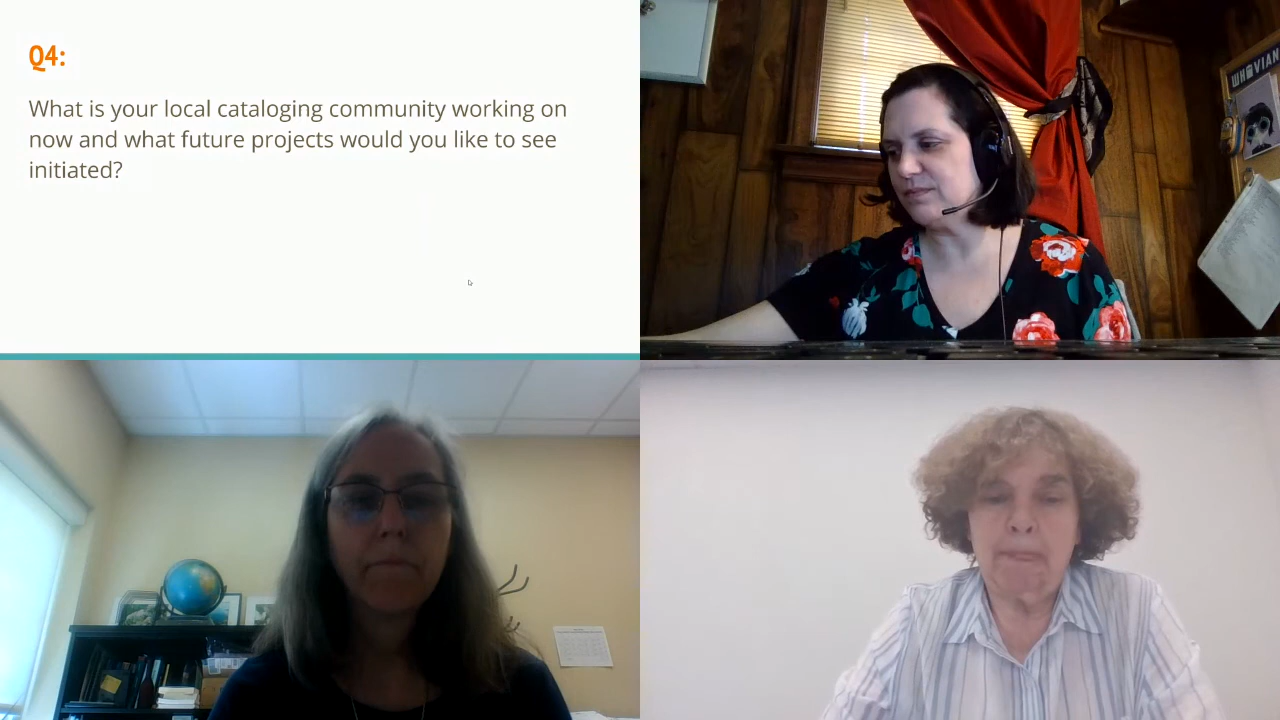 Q4:
What is your local cataloging community working on
now and what future projects would you like to see
initiated?
WHOVIAN